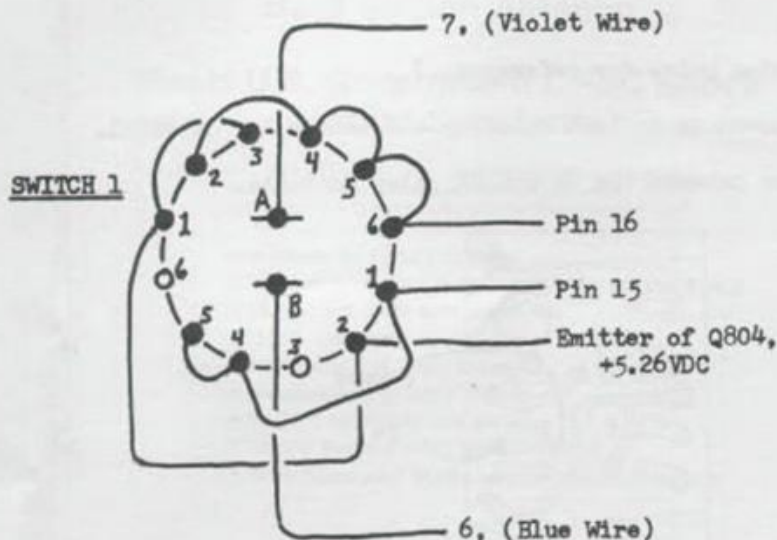 7, (Violet Wire)
SWITCH 1
3
4
2
5
A
1
6
Pin 16
6
1
Pin 15
B
5
2
4
3
Emitter of Q804,
+5.26VDC
6, (Blue Wire)